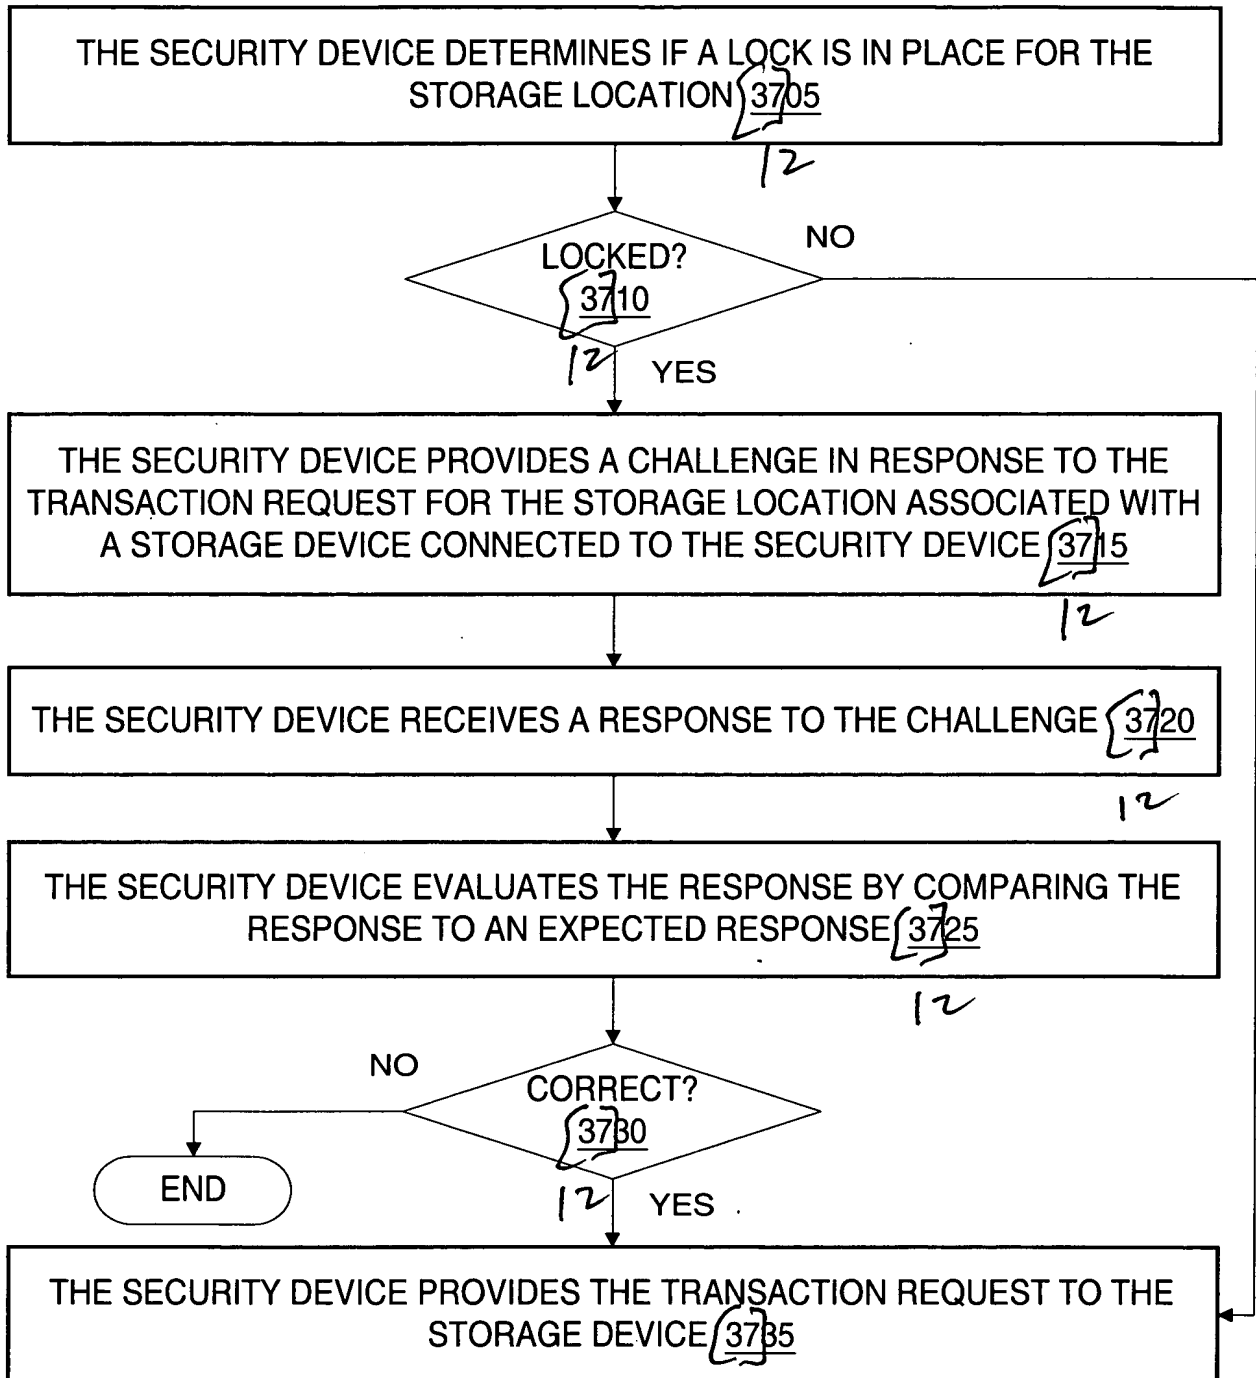 THE SECURITY DEVICE DETERMINES IF A LOCK IS IN PLACE FOR THE
STORAGE LOCATION 3705
12
LOCKED?
NO
3710
12
YES
THE SECURITY DEVICE PROVIDES A CHALLENGE IN RESPONSE TO THE
TRANSACTION REQUEST FOR THE STORAGE LOCATION ASSOCIATED WITH
A STORAGE DEVICE CONNECTED TO THE SECURITY DEVICE 3715
12
THE SECURITY DEVICE RECEIVES A RESPONSE TO THE CHALLENGE 3720
12
THE SECURITY DEVICE EVALUATES THE RESPONSE BY COMPARING THE
RESPONSE TO AN EXPECTED RESPONSE 3725
12
NO
CORRECT?
3730
END
12
YES
THE SECURITY DEVICE PROVIDES THE TRANSACTION REQUEST TO THE
STORAGE DEVICE 3735